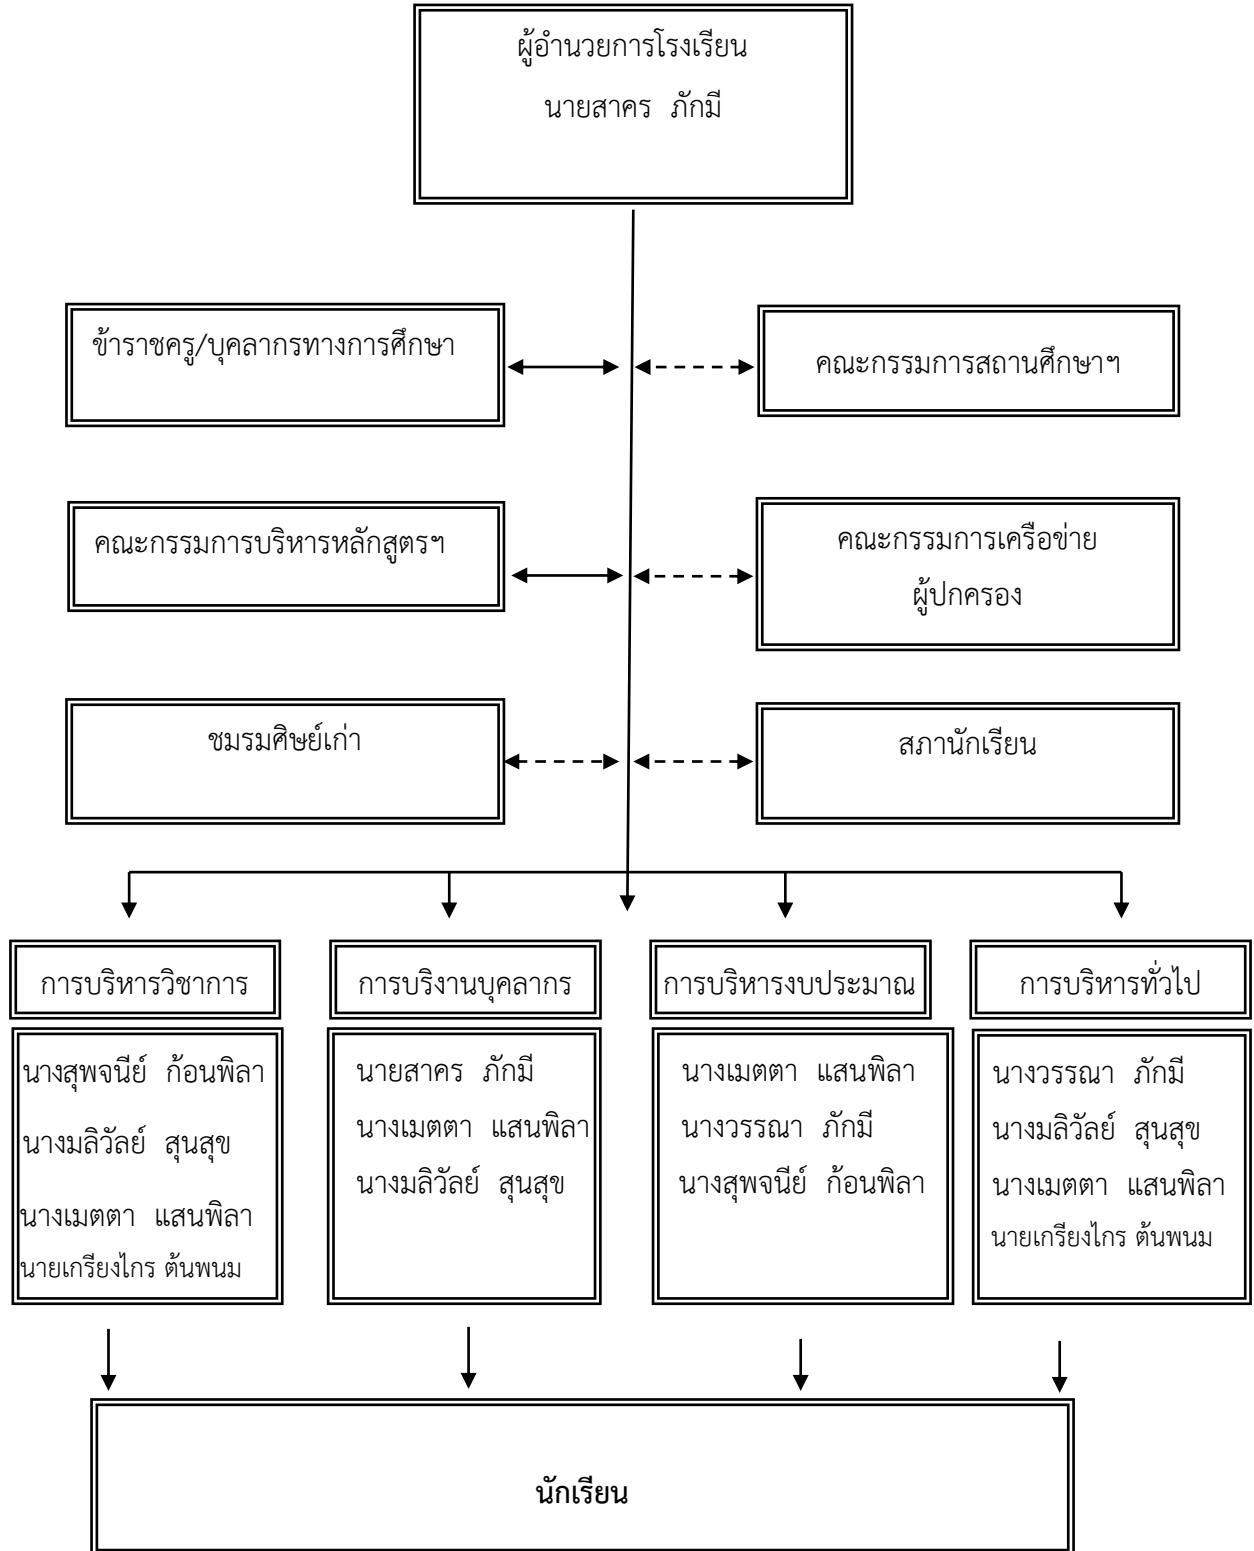 ผู้อำนวยการโรงเรียน
นายสาคร ภักมี
ข้าราชครู/บุคลากรทางการศึกษา
คณะกรรมการสถานศึกษาฯ
คณะกรรมการบริหารหลักสูตรฯ
คณะกรรมการเครือข่าย
ผู้ปกครอง
ชมรมศิษย์เก่า
สภานักเรียน
การบริหารวิชาการ
นางสุพจนีย์ ก้อนพิลา
นางมลิวัลย์ สุนสุข
นางเมตตา แสนพิลา
นายเกรียงไกร ต้นพนม
การบริงานบุคลากร
นายสาคร ภักมี
นางเมตตา แสนพิลา
นางมลิวัลย์ สุนสุข
การบริหารงบประมาณ
นางเมตตา แสนพิลา
นางวรรณา ภักมี
นางสุพจนีย์ ก้อนพิลา
การบริหารทั่วไป
นางวรรณา ภักมี
นางมลิวัลย์ สุนสุข
นางเมตตา แสนพิลา
นายเกรียงไกร ต้นพนม
นักเรียน